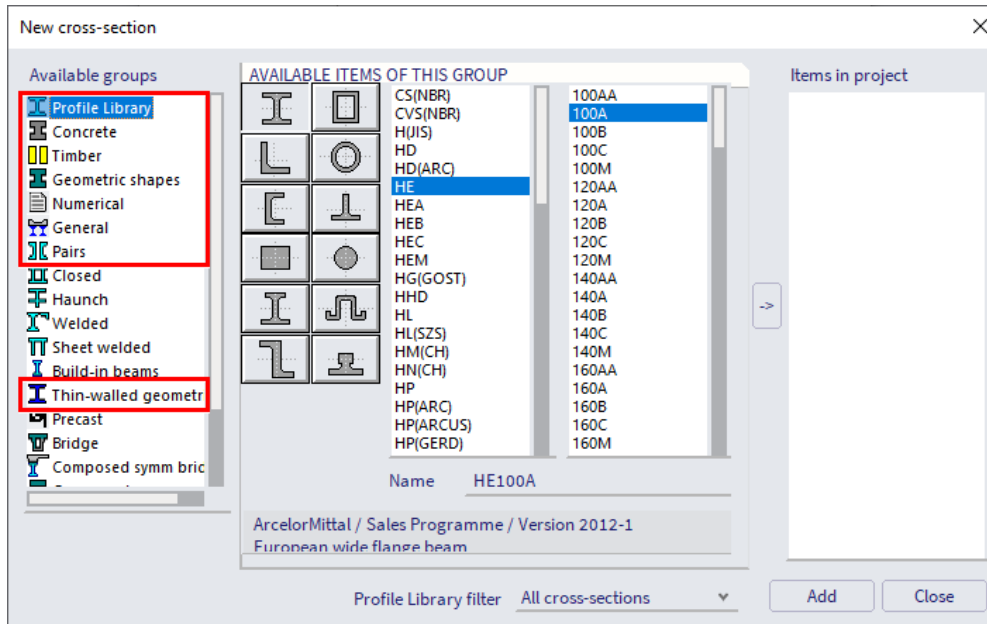 New cross-section
Available groups
Profile Library
Concrete
Timber
Geometric shapes
Numerical
General
Pairs
Closed
Haunch
Welded
Sheet welded
Build-in beams
Thin-walled geometr
Precast
Bridge
Composed symm bric
AVAILABLE ITEMS OF THIS GROUP
CS(NBR)
CVS(NBR)
H(JIS)
HD
HD(ARC)
HE
HEA
HEB
HEC
HEM
HG(GOST)
HHD
HL
HL(SZS)
HM(CH)
HN(CH)
HP
HP(ARC)
HP(ARCUS)
HP(GERD)
100AA
100A
100B
100C
100M
120AA
120A
120B
120C
120M
140AA
140A
140B
140C
140M
160AA
160A
160B
160C
160M
Name HE100A
ArcelorMittal / Sales Programme / Version 2012-1
European wide flange beam
Profile Library filter All cross-sections
Items in project
->
Add
Close